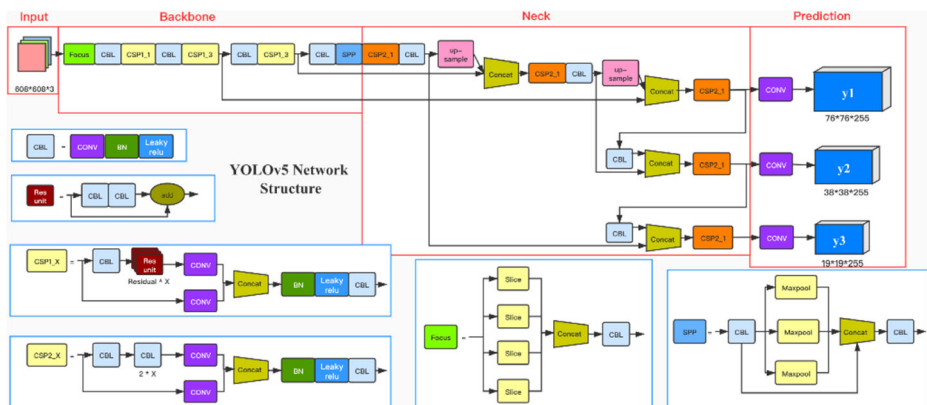 Input
Backbone
Neck
Prediction
608*608*3
Focus
CBL
CSP1_1
CBL
CSP1_3
CBL
CSP1_3
CBL
SPP
CSP2_1
CBL
up-
sample
Concat
CSP2_1
CBL
up-
sample
Concat
CSP2_1
CONV
y1
76*76*255
CBL
Concat
CSP2_1
CONV
y2
38*38*255
CBL
Concat
CSP2_1
CONV
y3
19*19*255
CBL
CONV
BN
Leaky
relu
YOLOv5 Network
Structure
Res
unit
CBL
CBL
add
CSP1_X
=
CBL
Res
unit
Residual * X
CONV
CONV
Concat
BN
Leaky
relu
CBL
CSP2_X
CBL
CBL
2 * X
CONV
CONV
Concat
BN
Leaky
relu
CBL
Focus
Slice
Slice
Slice
Slice
Concat
CBL
SPP
CBL
Maxpool
Maxpool
Maxpool
Concat
CBL